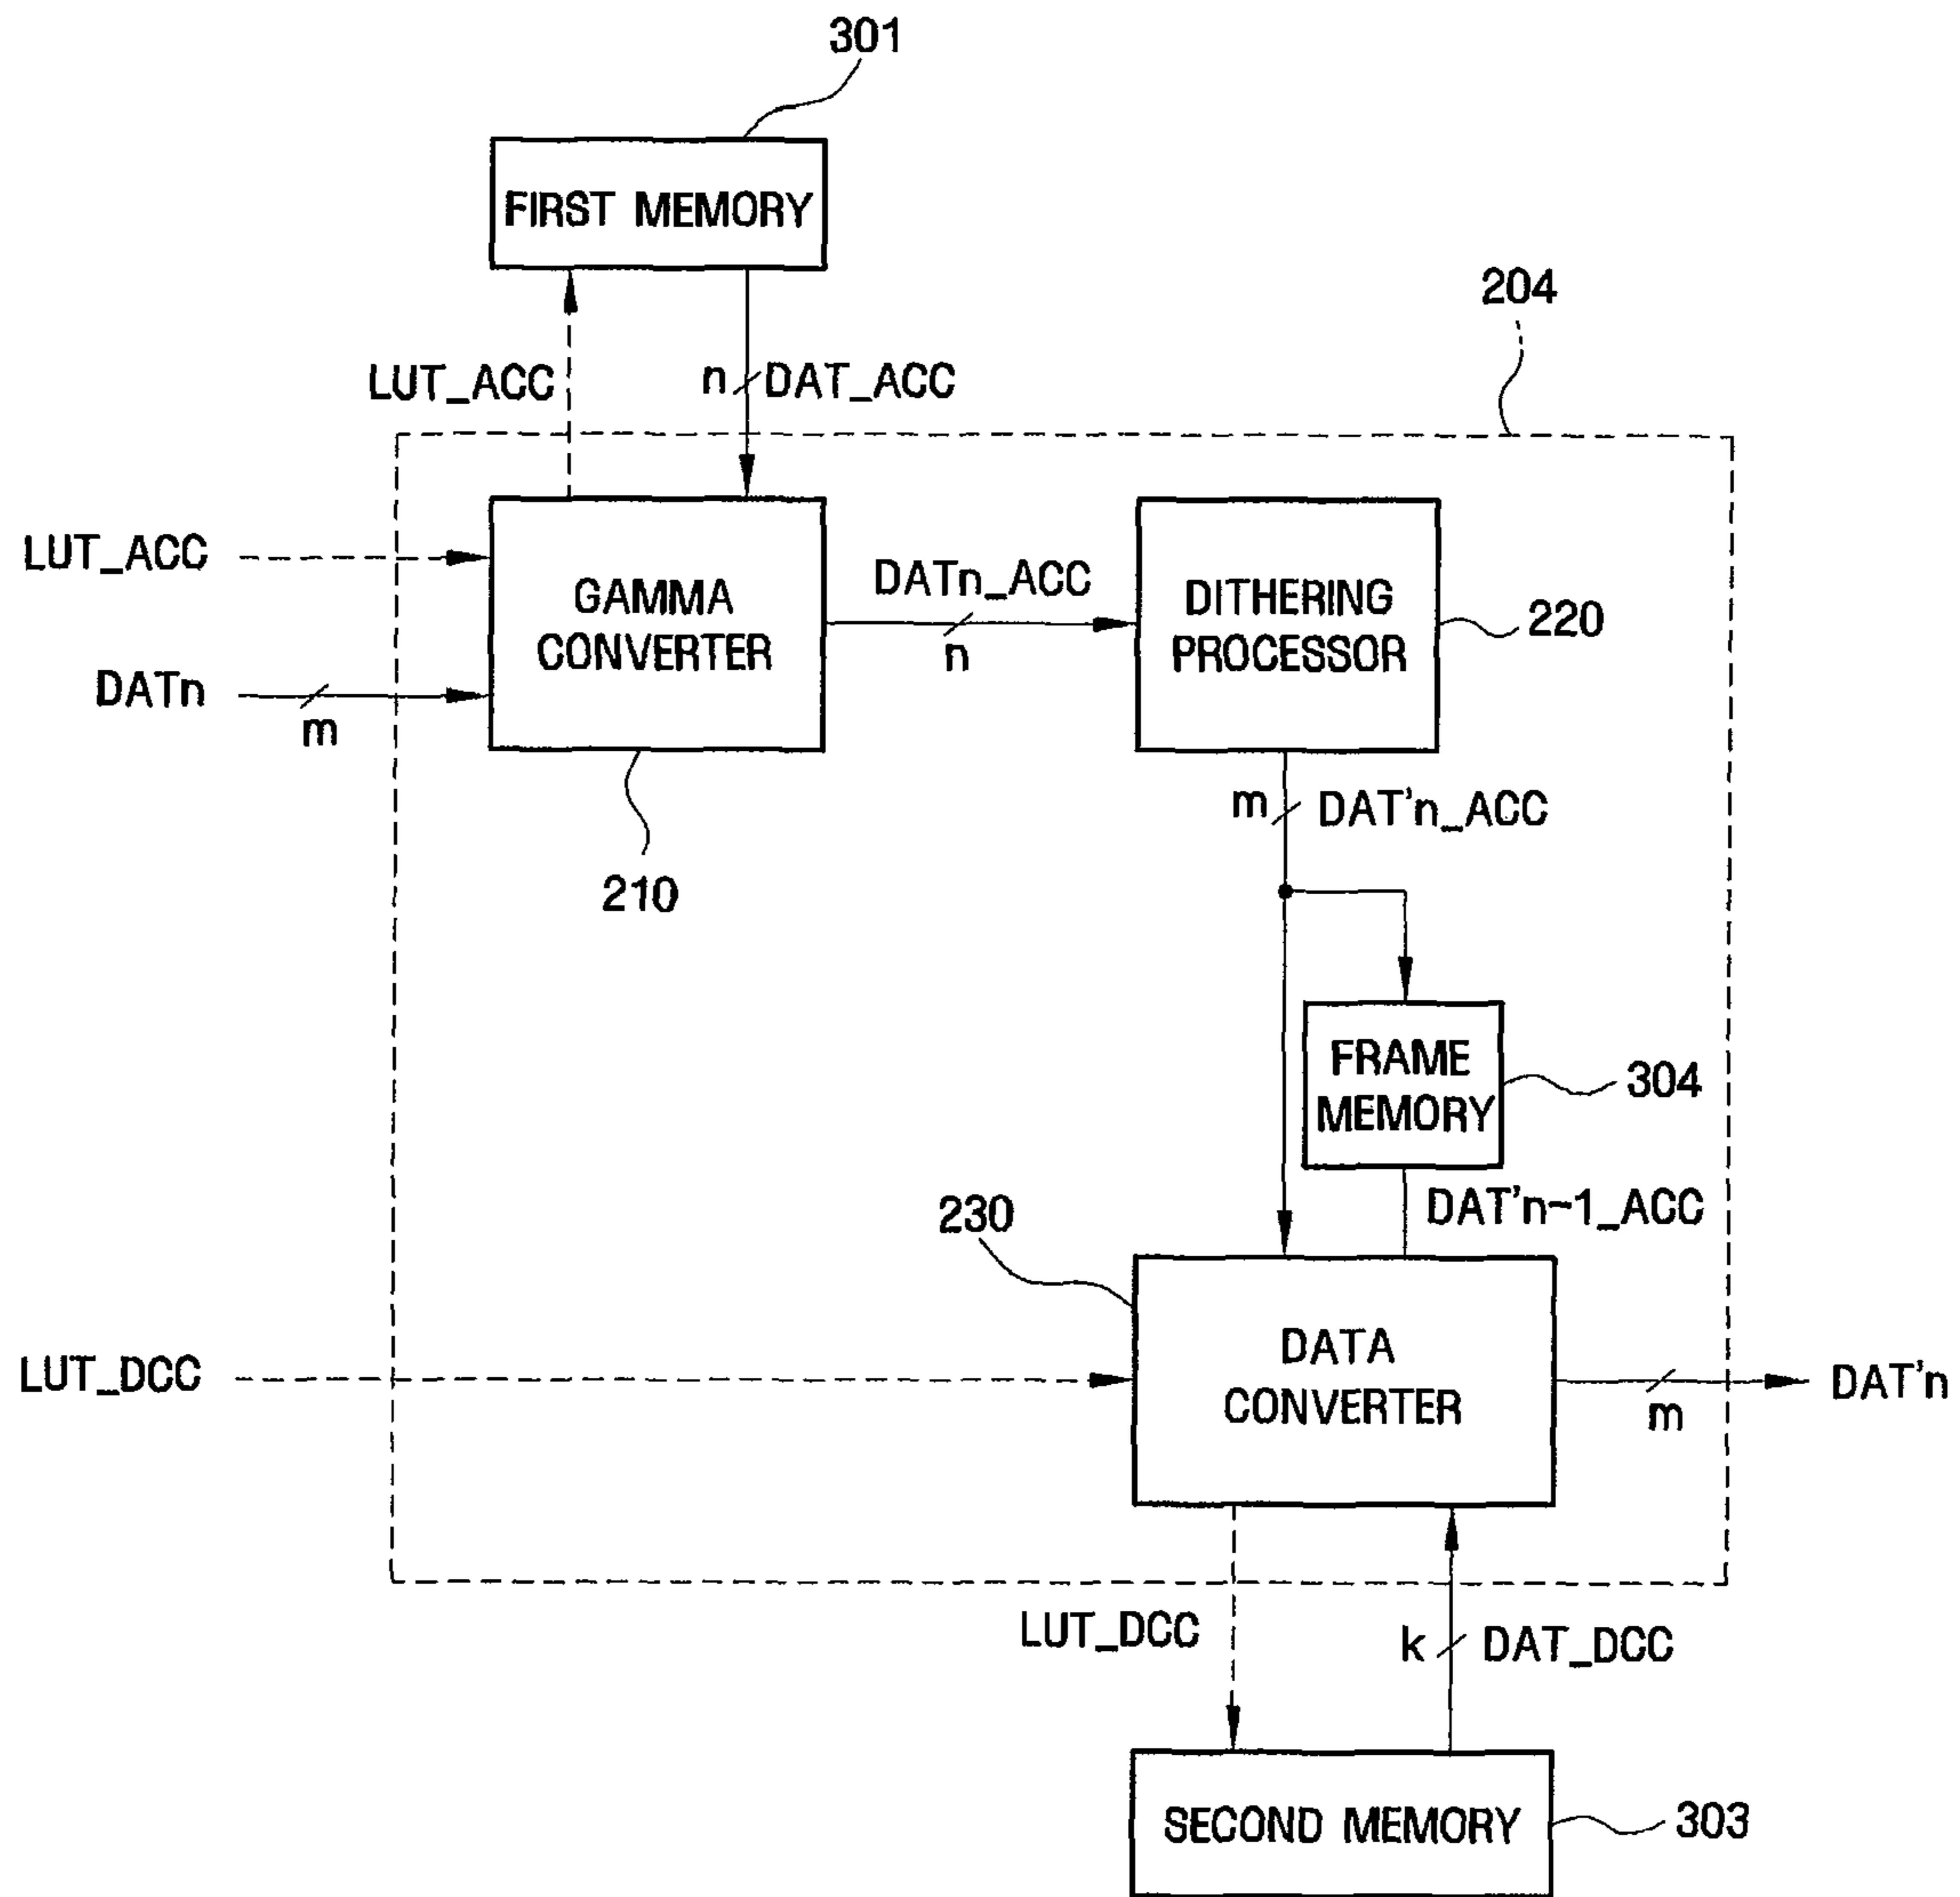 301
FIRST MEMORY
204
LUT_ACC
n
DAT_ACC
LUT_ACC
GAMMA
CONVERTER
DATn_ACC
n
DITHERING
PROCESSOR
220
DATn
m
210
m
DAT'n_ACC
FRAME
MEMORY
304
DAT'n-1_ACC
230
LUT_DCC
DATA
CONVERTER
DAT'n
m
LUT_DCC
k
DAT_DCC
SECOND MEMORY
303